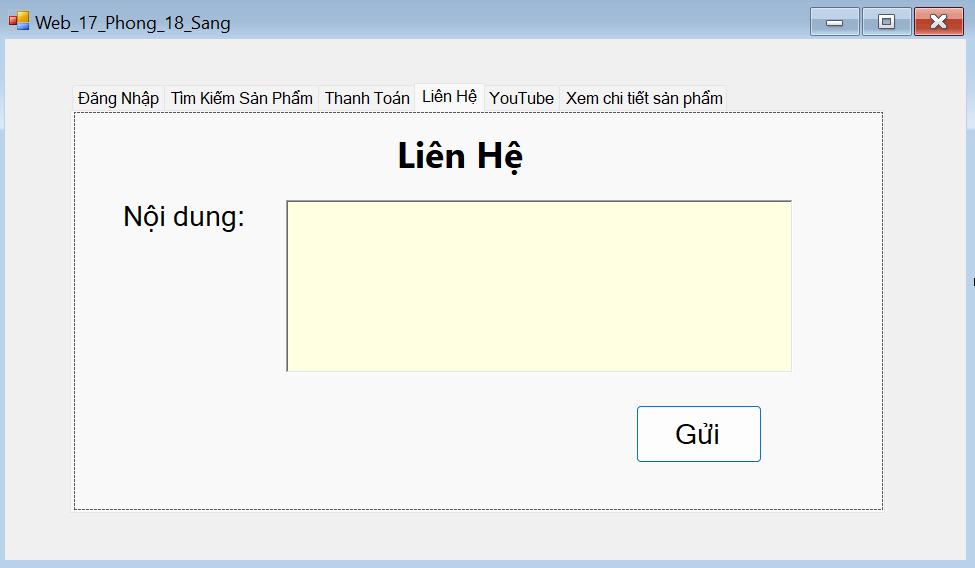 Web_17_Phong_18_Sang
Đăng Nhập Tìm Kiếm Sản Phẩm Thanh Toán Liên Hệ YouTube Xem chi tiết sản phẩm
Liên Hệ
Nội dung:
Gửi